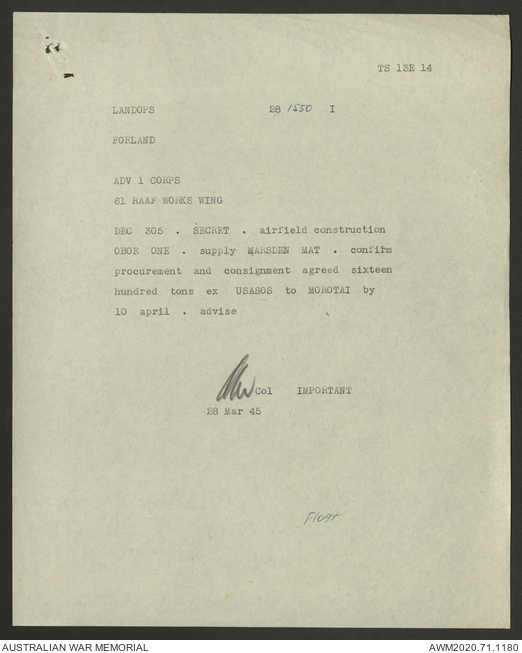 TS 13E 14
LANDOPS 28 1550 I
FORLAND
ADV 1 CORPS
61 RAAF WORKS WING
DEC 305 . SECRET . airfield construction
OBOE ONE . supply MARSDEN MAT . confirm
procurement and consignment agreed sixteen
hundred tons ex USASOS to MOROTAI by
10 april . advise
Col IMPORTANT
28 Mar 45
AUSTRALIAN WAR MEMORIAL AWM2020.71.1180